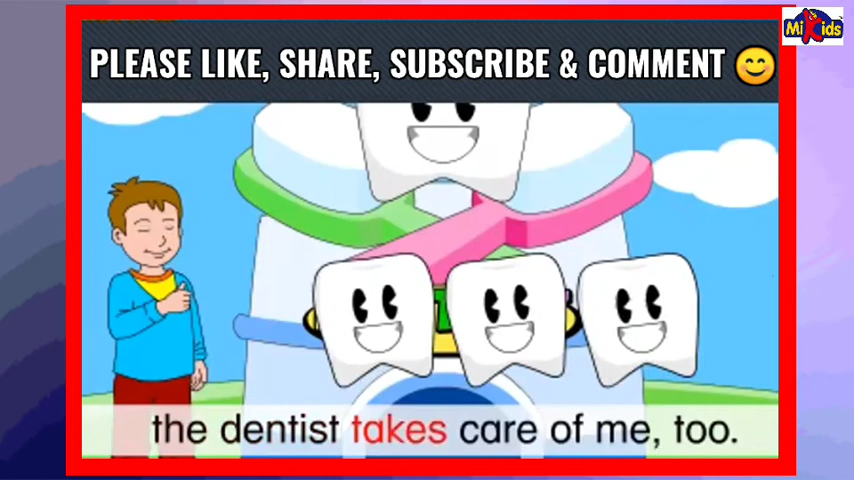 MiKids
PLEASE LIKE, SHARE, SUBSCRIBE & COMMENT 😊
the dentist takes care of me, too.